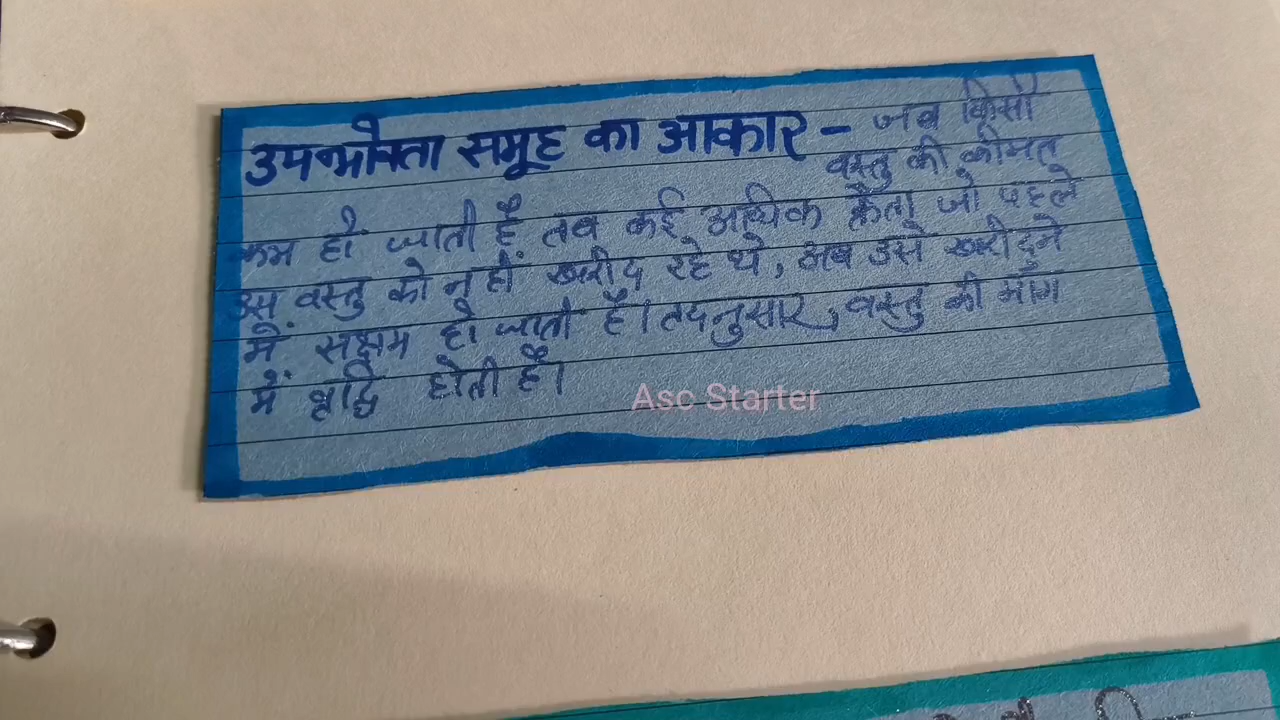 उपभोक्ता समूह का आकार - जब किसी
वस्तु की कीमत
कम हो जाती है तब कई अधिक क्रेता जो पहले
उस वस्तु को नहीं खरीद रहे थे, अब उसे खरीदने
में सक्षम हो जाती है। तदनुसार, वस्तु की माँग
में वृद्धि होती है।
Asc Starter